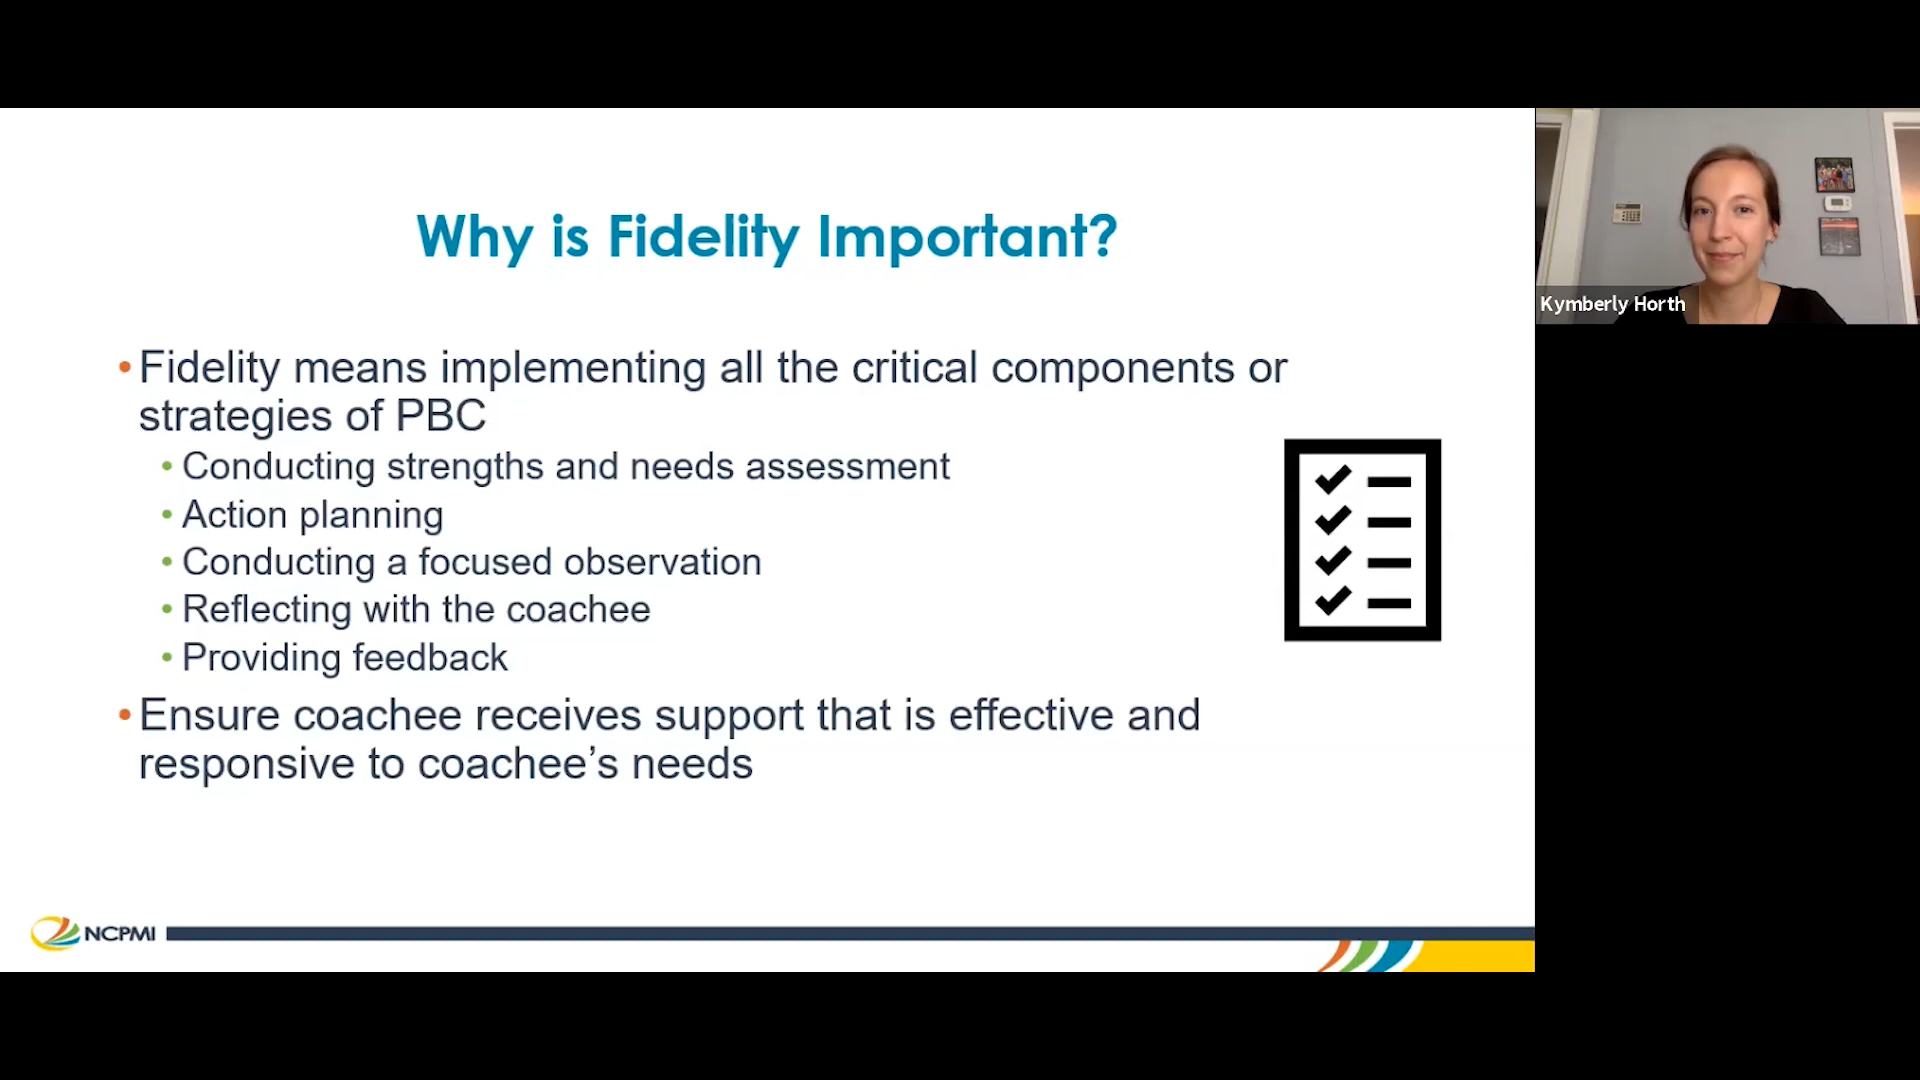 Why is Fidelity Important?
•Fidelity means implementing all the critical components or
strategies of PBC
•Conducting strengths and needs assessment
•Action planning
•Conducting a focused observation
•Reflecting with the coachee
•Providing feedback
•Ensure coachee receives support that is effective and
responsive to coachee’s needs
NCPMI
Kymberly Horth